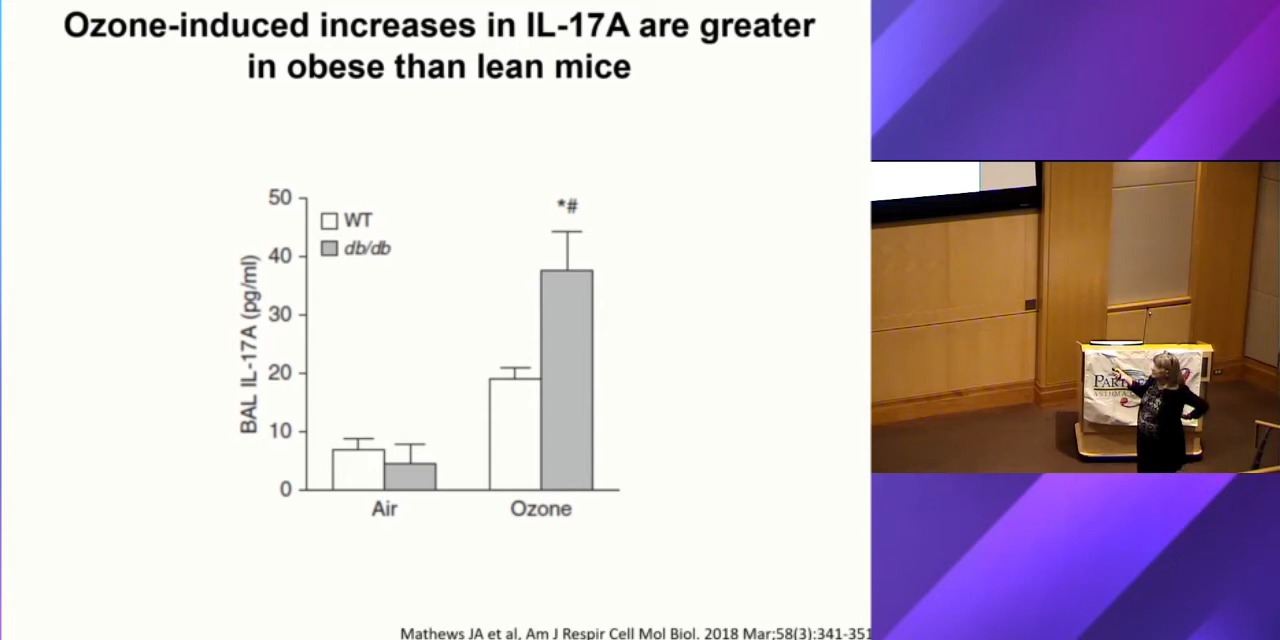 Ozone-induced increases in IL-17A are greater
in obese than lean mice
50
40
30
20
10
0
BAL IL-17A (pg/ml)
WT
db/db
*#
Air
Ozone
Mathews JA et al, Am J Respir Cell Mol Biol. 2018 Mar;58(3):341-351